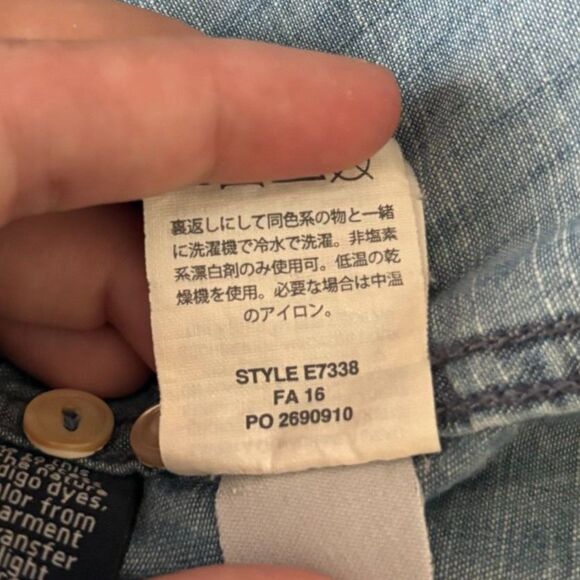 裏返しにして同色系の物と一緒
に洗濯機で冷水で洗濯。非塩素
系漂白剤のみ使用可。低温の乾
燥機を使用。必要な場合は中温
のアイロン。
STYLE E7338
FA 16
PO 2690910
digo dyes,
olor from
arment
ransfer
light